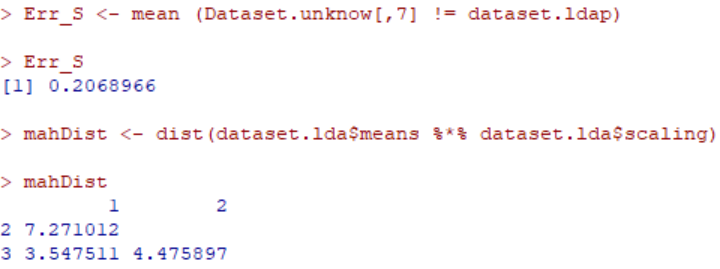 > Err_S <- mean (Dataset.unknow[,7] != dataset.ldap)
> Err_S
[1] 0.2068966
> mahDist <- dist(dataset.lda$means %*% dataset.lda$scaling)
> mahDist
1 2
2 7.271012
3 3.547511 4.475897